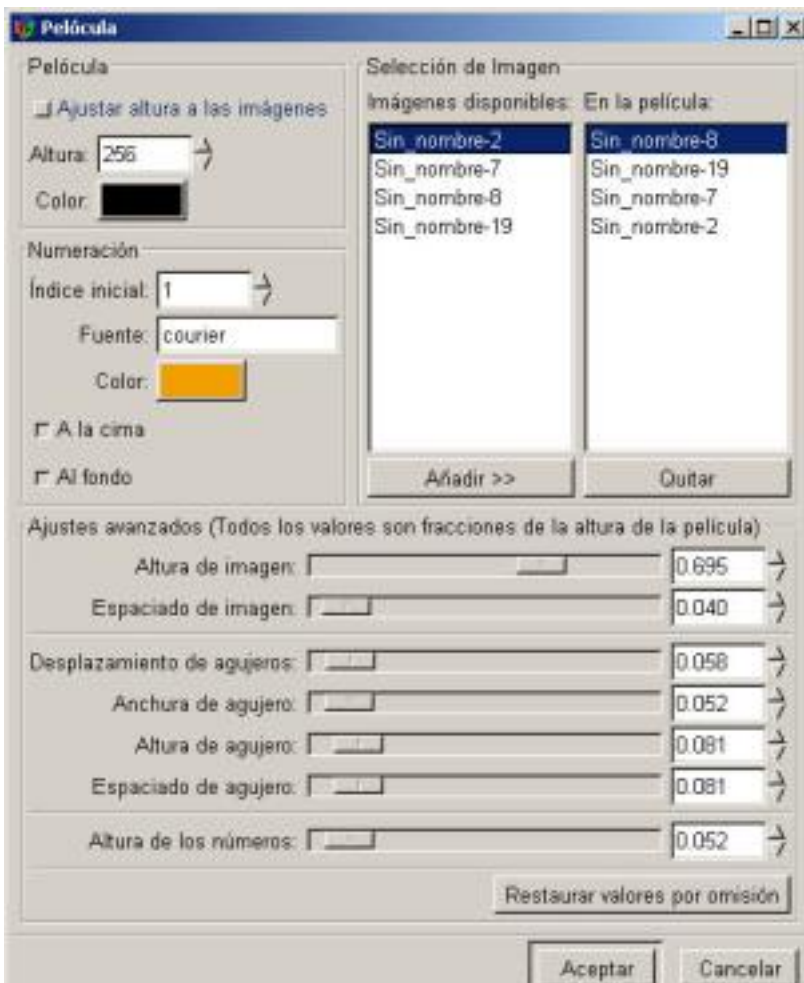 Pelócula
Pelócula
Ajustar altura a las imágenes
Altura: 256
Color:
Numeración
Índice inicial: 1
Fuente: courier
Color:
A la cima
Al fondo
Selección de Imagen
Imágenes disponibles:
Sin_nombre-2
Sin_nombre-7
Sin_nombre-8
Sin_nombre-19
Añadir >>
En la película:
Sin_nombre-8
Sin_nombre-19
Sin_nombre-7
Sin_nombre-2
Quitar
Ajustes avanzados (Todos los valores son fracciones de la altura de la película)
Altura de imagen: 0.695
Espaciado de imagen: 0.040
Desplazamiento de agujeros: 0.058
Anchura de agujero: 0.052
Altura de agujero: 0.081
Espaciado de agujero: 0.081
Altura de los números: 0.052
Restaurar valores por omisión
Aceptar Cancelar